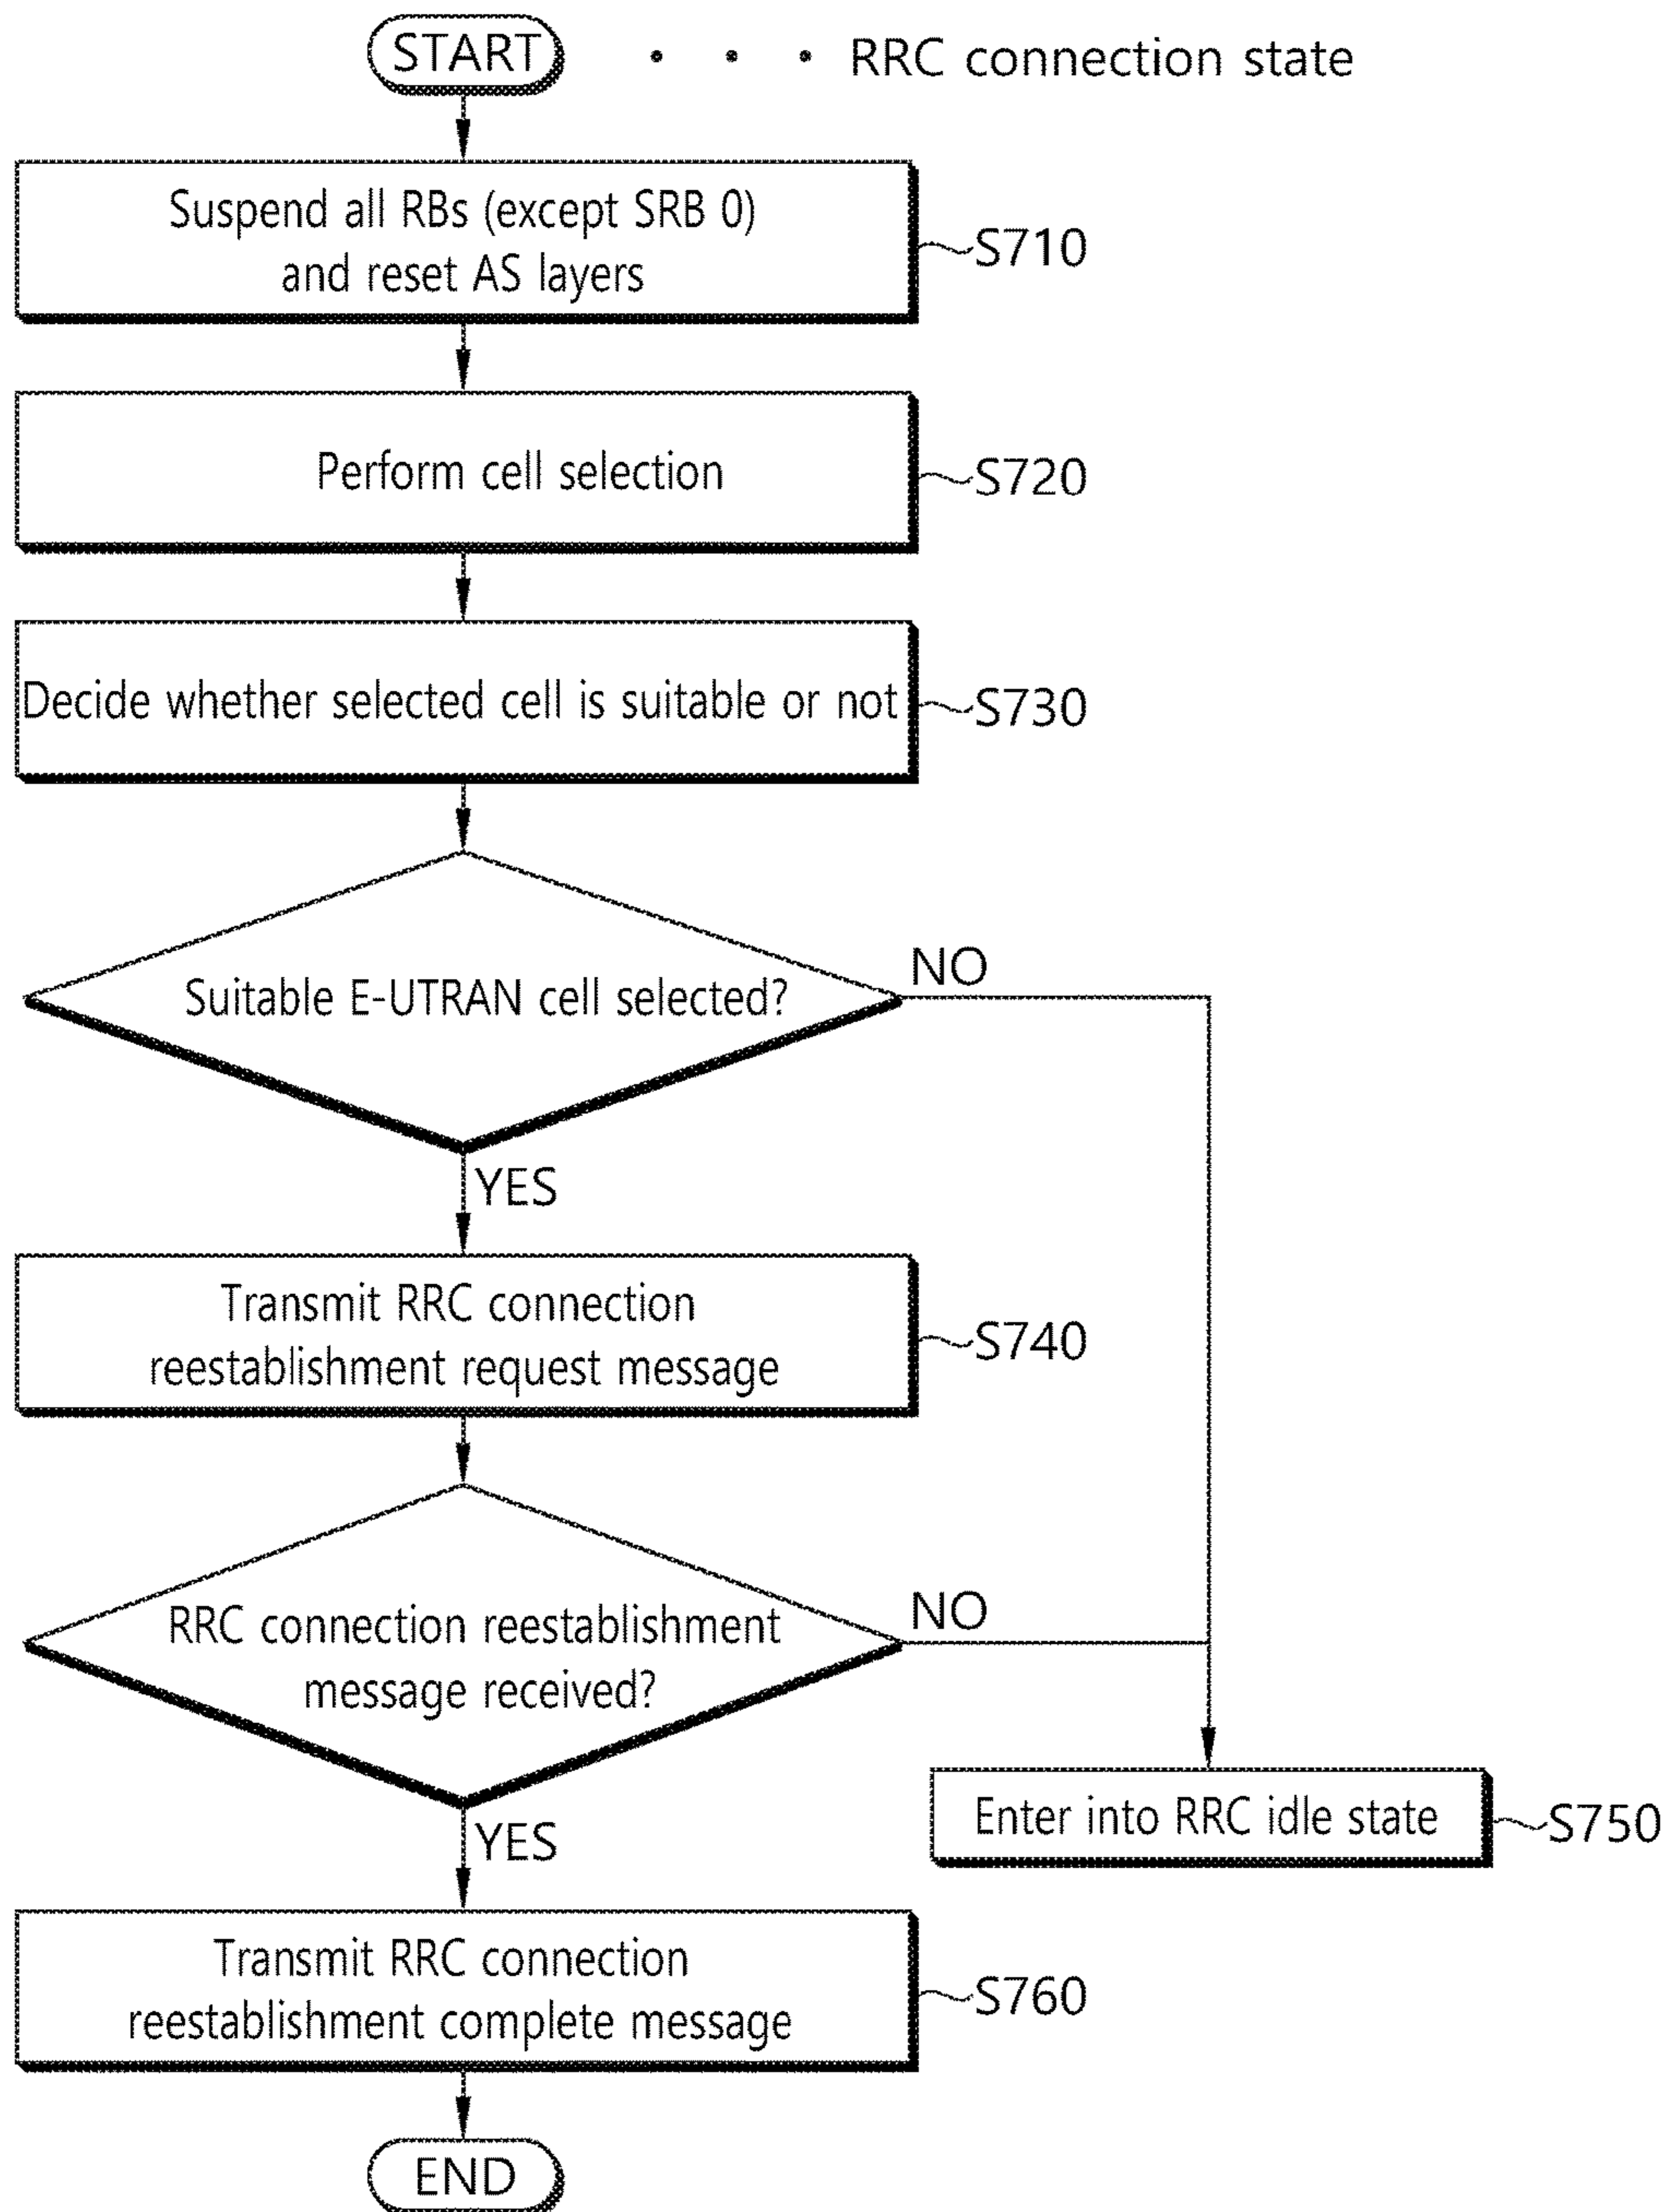 START · · · RRC connection state
Suspend all RBs (except SRB 0)
and reset AS layers
S710
Perform cell selection
S720
Decide whether selected cell is suitable or not
S730
Suitable E-UTRAN cell selected?
NO
YES
Transmit RRC connection
reestablishment request message
S740
RRC connection reestablishment
message received?
NO
YES
Enter into RRC idle state
S750
Transmit RRC connection
reestablishment complete message
S760
END